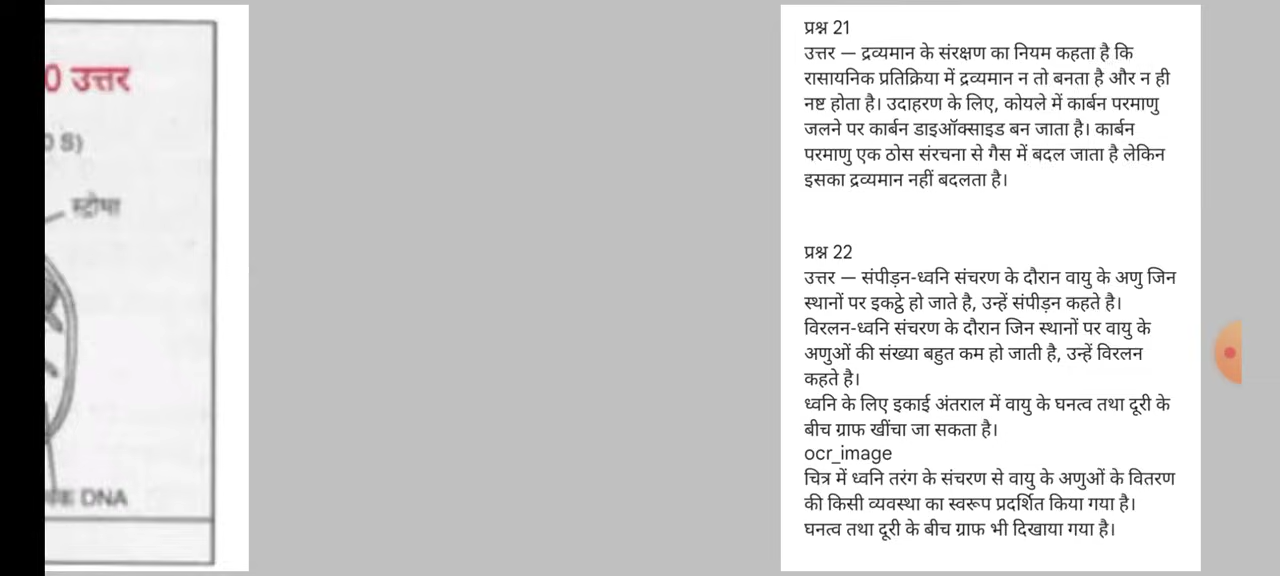 0 उत्तर
0 S)
स्ट्रोमा
DNA
प्रश्न 21
उत्तर — द्रव्यमान के संरक्षण का नियम कहता है कि
रासायनिक प्रतिक्रिया में द्रव्यमान न तो बनता है और न ही
नष्ट होता है। उदाहरण के लिए, कोयले में कार्बन परमाणु
जलने पर कार्बन डाइऑक्साइड बन जाता है। कार्बन
परमाणु एक ठोस संरचना से गैस में बदल जाता है लेकिन
इसका द्रव्यमान नहीं बदलता है।
प्रश्न 22
उत्तर — संपीड़न-ध्वनि संचरण के दौरान वायु के अणु जिन
स्थानों पर इकट्ठे हो जाते है, उन्हें संपीड़न कहते है।
विरलन-ध्वनि संचरण के दौरान जिन स्थानों पर वायु के
अणुओं की संख्या बहुत कम हो जाती है, उन्हें विरलन
कहते है।
ध्वनि के लिए इकाई अंतराल में वायु के घनत्व तथा दूरी के
बीच ग्राफ खींचा जा सकता है।
ocr_image
चित्र में ध्वनि तरंग के संचरण से वायु के अणुओं के वितरण
की किसी व्यवस्था का स्वरूप प्रदर्शित किया गया है।
घनत्व तथा दूरी के बीच ग्राफ भी दिखाया गया है।